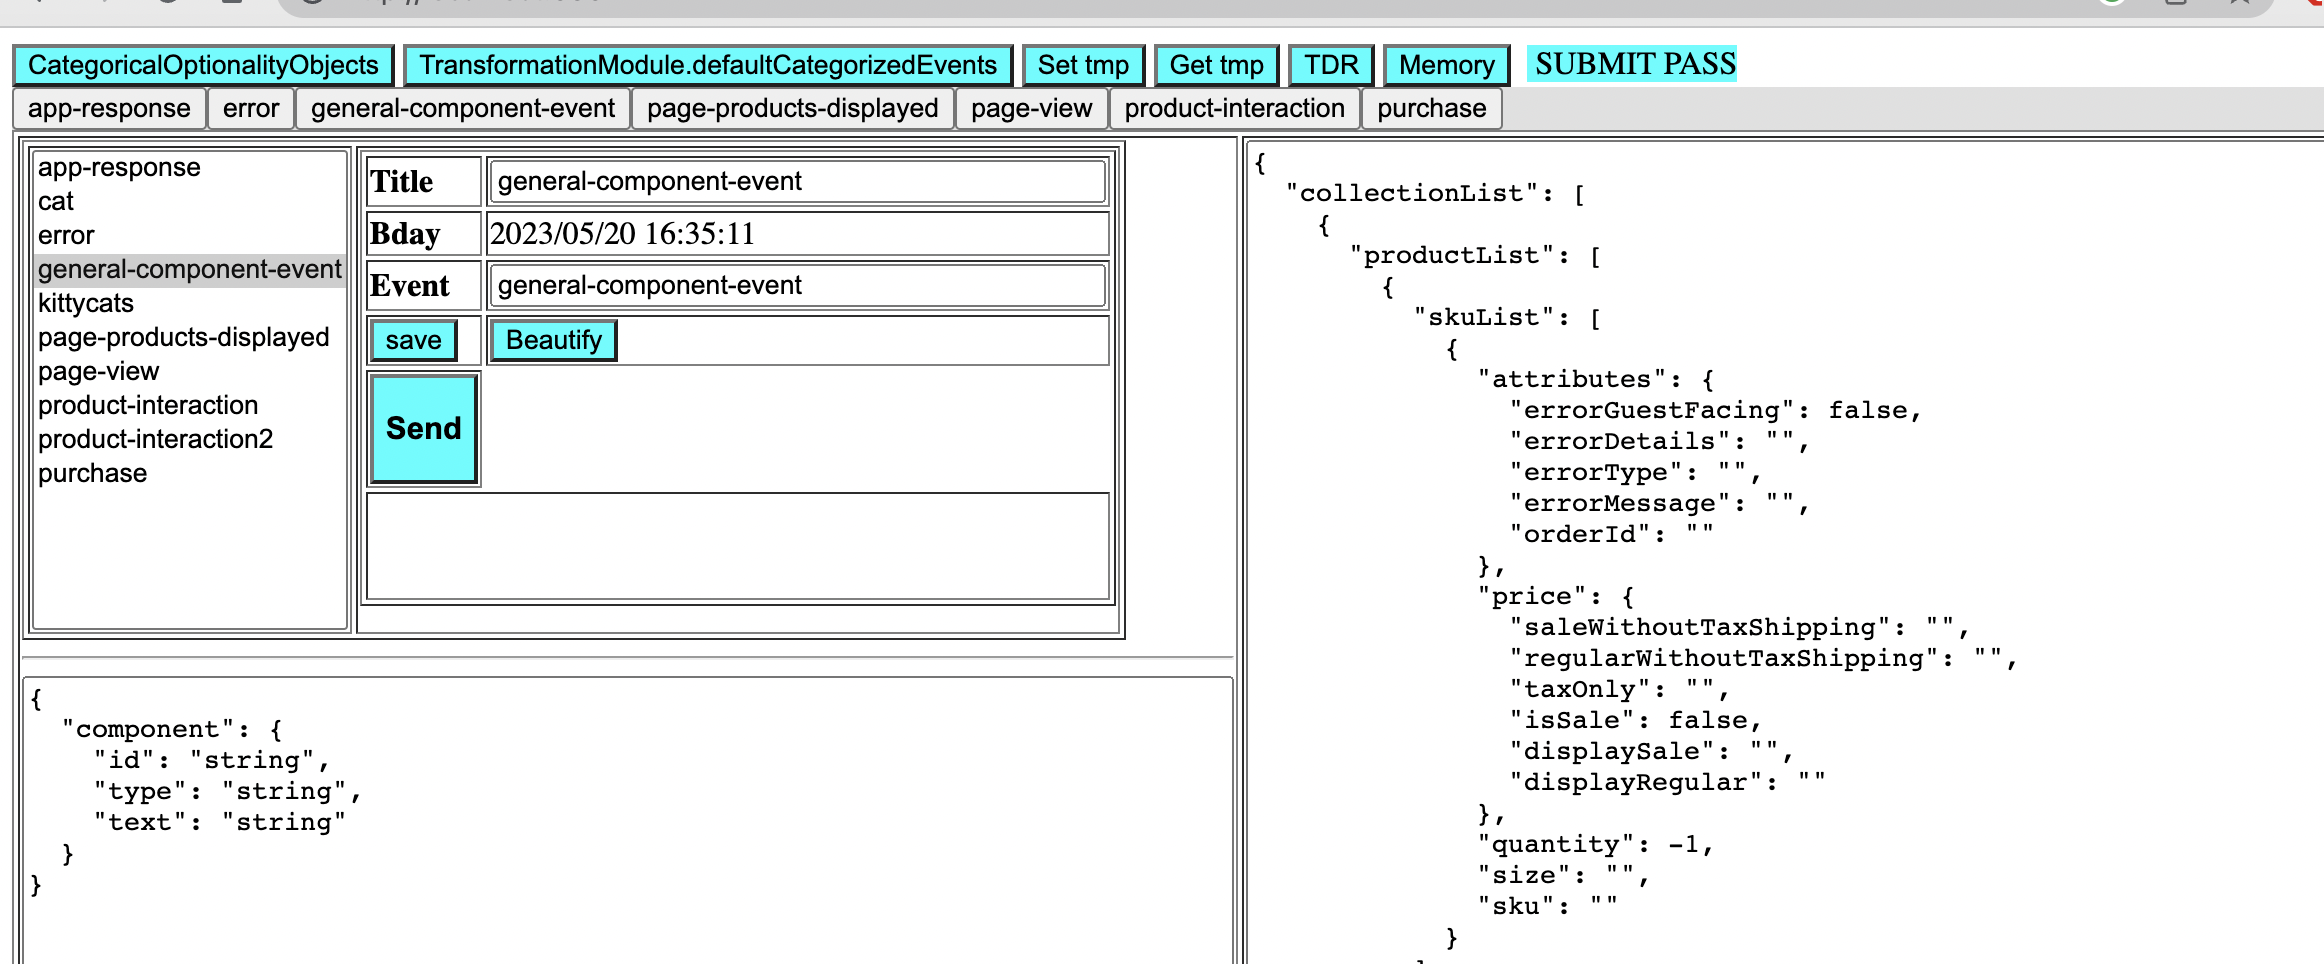 CategoricalOptionalityObjects TransformationModule.defaultCategorizedEvents Set tmp Get tmp TDR Memory SUBMIT PASS
app-response error general-component-event page-products-displayed page-view product-interaction purchase
app-response
cat
error
general-component-event
kittycats
page-products-displayed
page-view
product-interaction
product-interaction2
purchase
Title general-component-event
Bday 2023/05/20 16:35:11
Event general-component-event
save Beautify
Send
{
  "component": {
    "id": "string",
    "type": "string",
    "text": "string"
  }
}
{
  "collectionList": [
    {
      "productList": [
        {
          "skuList": [
            {
              "attributes": {
                "errorGuestFacing": false,
                "errorDetails": "",
                "errorType": "",
                "errorMessage": "",
                "orderId": ""
              },
              "price": {
                "saleWithoutTaxShipping": "",
                "regularWithoutTaxShipping": "",
                "taxOnly": "",
                "isSale": false,
                "displaySale": "",
                "displayRegular": ""
              },
              "quantity": -1,
              "size": "",
              "sku": ""
            }